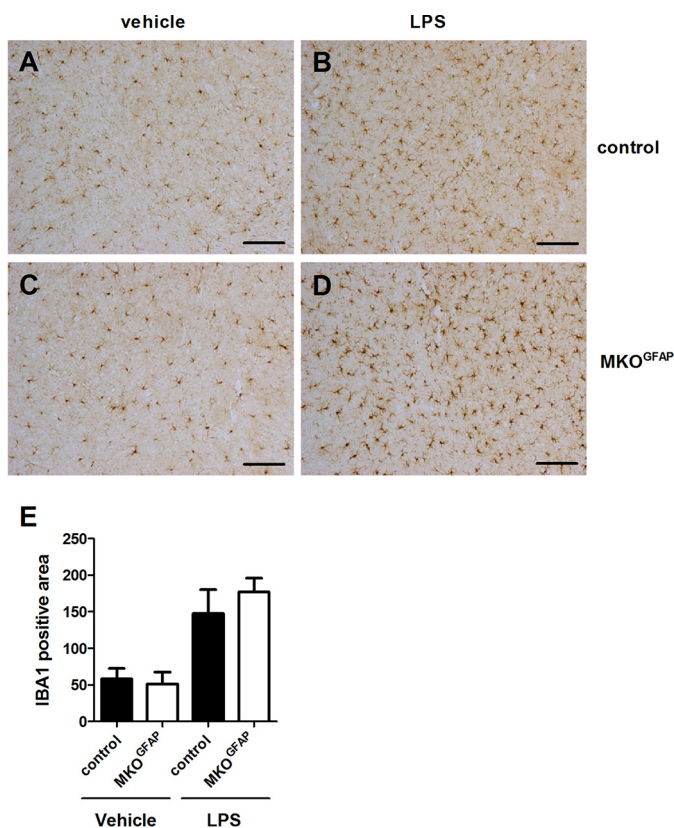 vehicle LPS
A B
control
C D
MKO^GFAP
E
250
200
150
100
50
0
IBA1 positive area
control MKO^GFAP control MKO^GFAP
Vehicle LPS